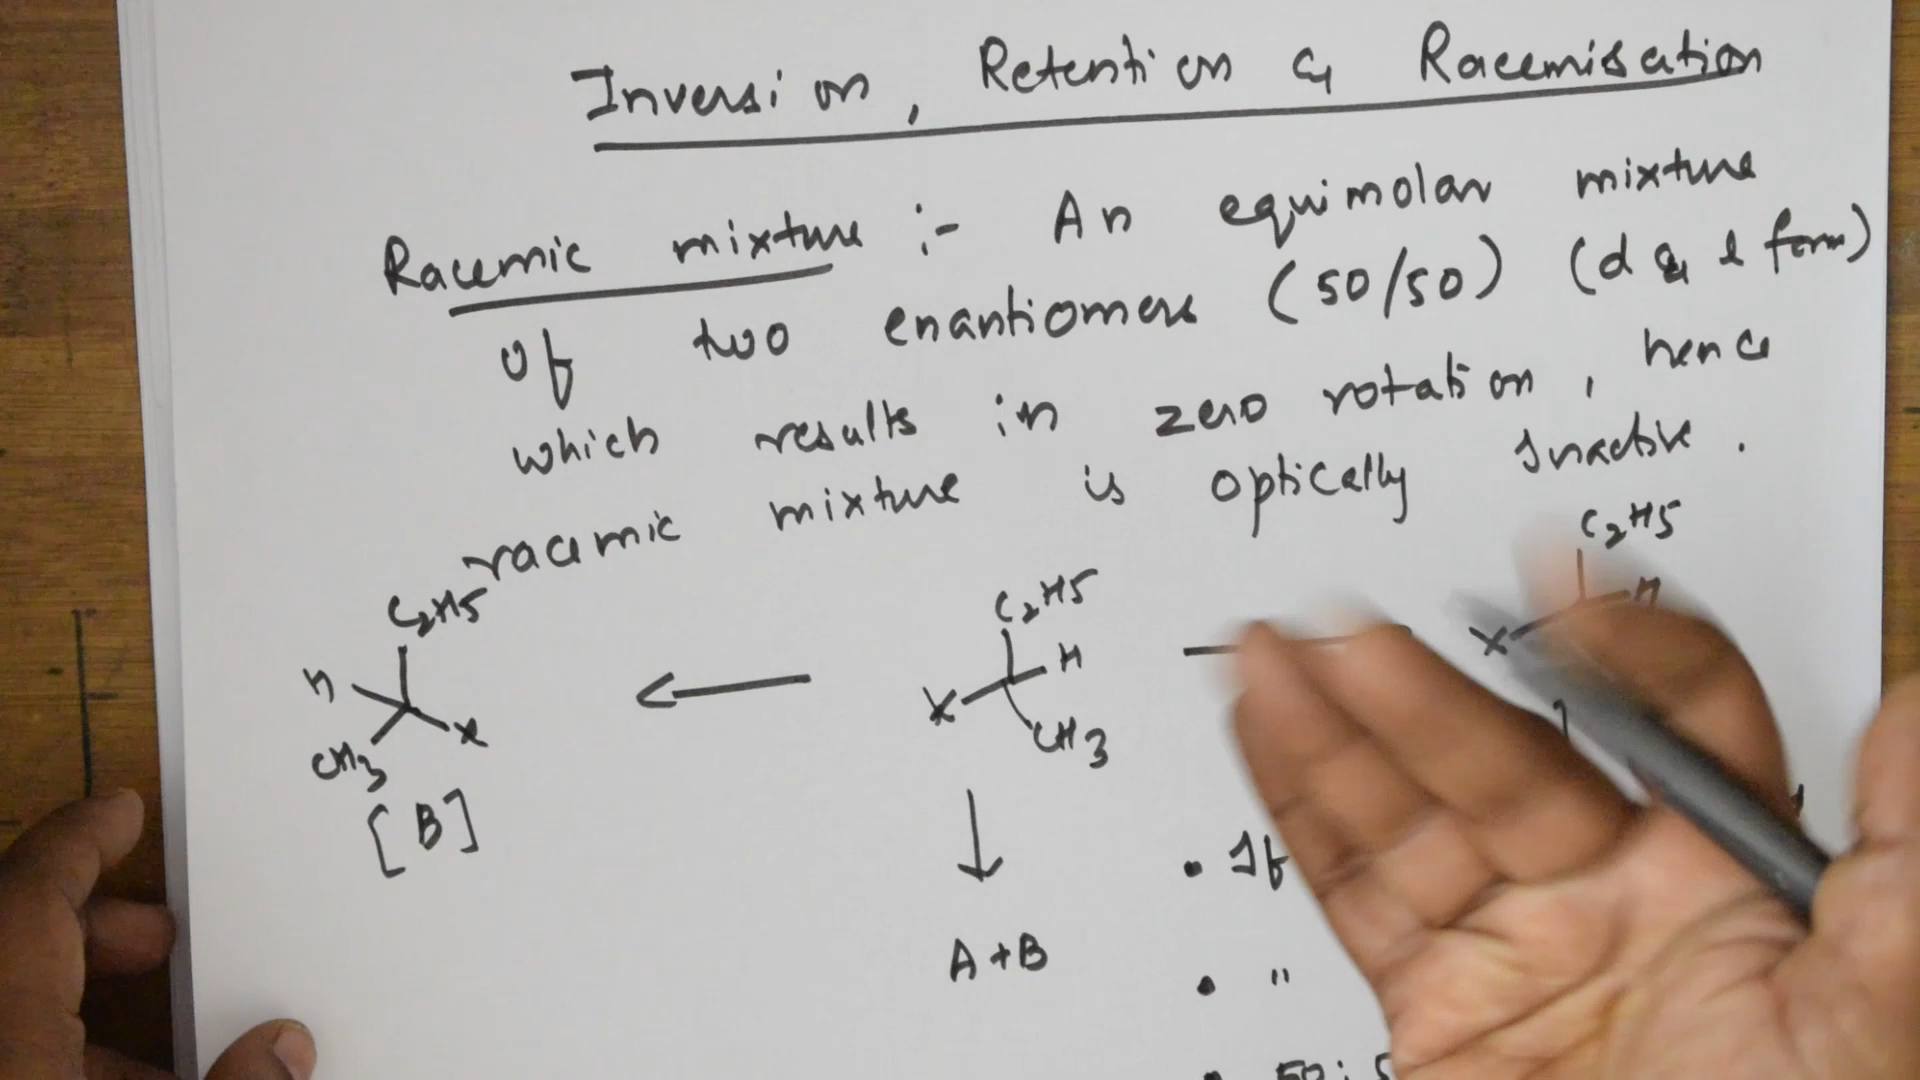 Inversion, Retention & Racemisation
Racemic mixture :- An equimolar mixture
of two enantiomers (50/50) (d & l form)
which results in zero rotation, hence
racemic mixture is optically Inactive.
C2H5
H
X
CH3
[B]
C2H5
H
X
CH3
C2H5
H
X
A+B
• If
• "
• 50: